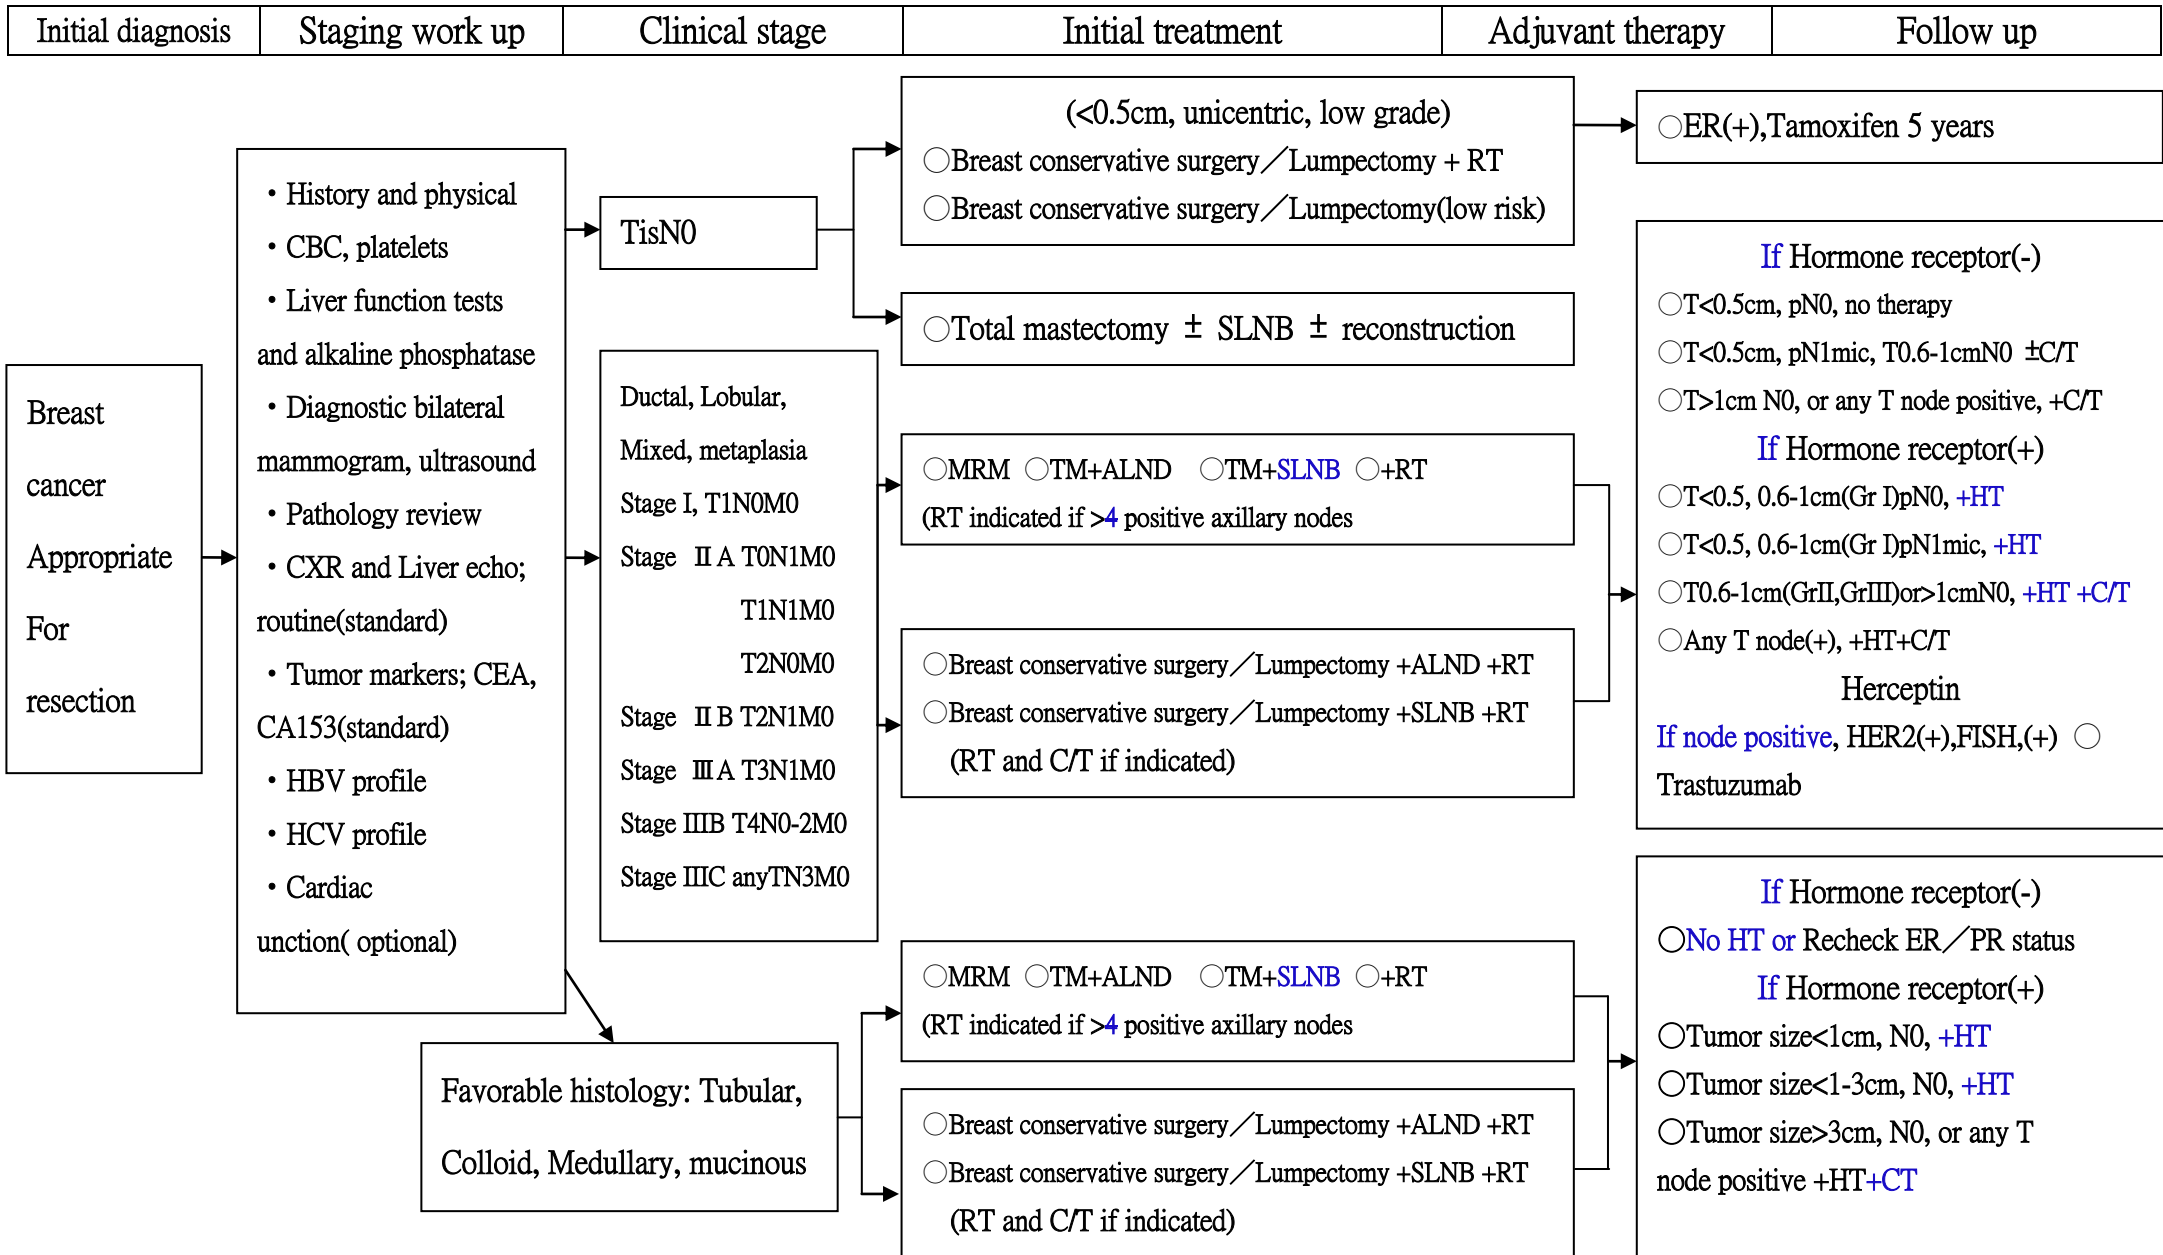 Initial diagnosis
Staging work up
Clinical stage
Initial treatment
Adjuvant therapy
Follow up
Breast
cancer
Appropriate
For
resection
・History and physical
・CBC, platelets
・Liver function tests
and alkaline phosphatase
・Diagnostic bilateral
mammogram, ultrasound
・Pathology review
・CXR and Liver echo;
routine(standard)
・Tumor markers; CEA,
CA153(standard)
・HBV profile
・HCV profile
・Cardiac
unction( optional)
TisN0
Ductal, Lobular,
Mixed, metaplasia
Stage I, T1N0M0
Stage ⅡA T0N1M0
T1N1M0
T2N0M0
Stage ⅡB T2N1M0
Stage ⅢA T3N1M0
Stage IIIB T4N0-2M0
Stage IIIC anyTN3M0
Favorable histology: Tubular,
Colloid, Medullary, mucinous
(<0.5cm, unicentric, low grade)
○Breast conservative surgery／Lumpectomy + RT
○Breast conservative surgery／Lumpectomy(low risk)
○Total mastectomy ± SLNB ± reconstruction
○MRM ○TM+ALND ○TM+SLNB ○+RT
(RT indicated if >4 positive axillary nodes
○Breast conservative surgery／Lumpectomy +ALND +RT
○Breast conservative surgery／Lumpectomy +SLNB +RT
(RT and C/T if indicated)
○MRM ○TM+ALND ○TM+SLNB ○+RT
(RT indicated if >4 positive axillary nodes
○Breast conservative surgery／Lumpectomy +ALND +RT
○Breast conservative surgery／Lumpectomy +SLNB +RT
(RT and C/T if indicated)
○ER(+),Tamoxifen 5 years
If Hormone receptor(-)
○T<0.5cm, pN0, no therapy
○T<0.5cm, pN1mic, T0.6-1cmN0 ±C/T
○T>1cm N0, or any T node positive, +C/T
If Hormone receptor(+)
○T<0.5, 0.6-1cm(Gr I)pN0, +HT
○T<0.5, 0.6-1cm(Gr I)pN1mic, +HT
○T0.6-1cm(GrII,GrIII)or>1cmN0, +HT +C/T
○Any T node(+), +HT+C/T
Herceptin
If node positive, HER2(+),FISH,(+) ○
Trastuzumab
If Hormone receptor(-)
○No HT or Recheck ER／PR status
If Hormone receptor(+)
○Tumor size<1cm, N0, +HT
○Tumor size<1-3cm, N0, +HT
○Tumor size>3cm, N0, or any T
node positive +HT+CT